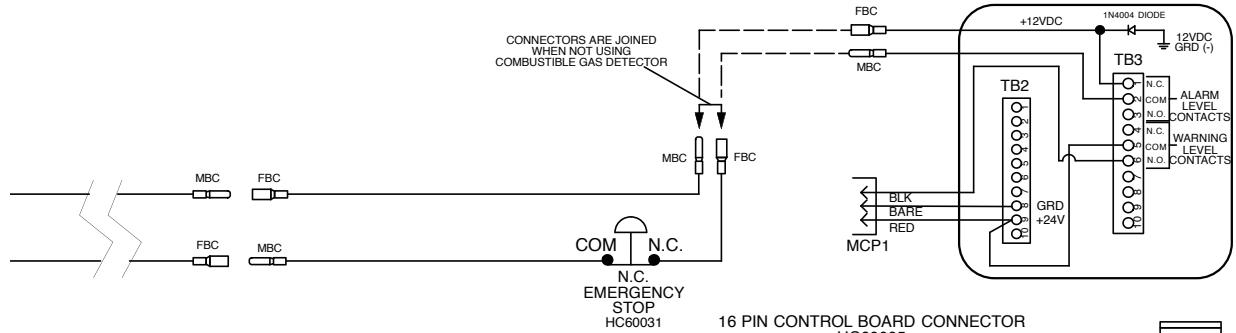 FBC
+12VDC
1N4004 DIODE
12VDC
GRD (-)
CONNECTORS ARE JOINED
WHEN NOT USING
COMBUSTIBLE GAS DETECTOR
MBC
TB3
TB2
1
2
3
4
5
6
7
8
9
10
1
2
3
4
5
6
7
8
9
10
N.C.
COM
N.O.
ALARM
LEVEL
CONTACTS
N.C.
COM
N.O.
WARNING
LEVEL
CONTACTS
MBC
FBC
MBC
FBC
BLK
BARE
RED
GRD
+24V
MCP1
FBC
MBC
COM
N.C.
N.C.
EMERGENCY
STOP
HC60031
16 PIN CONTROL BOARD CONNECTOR